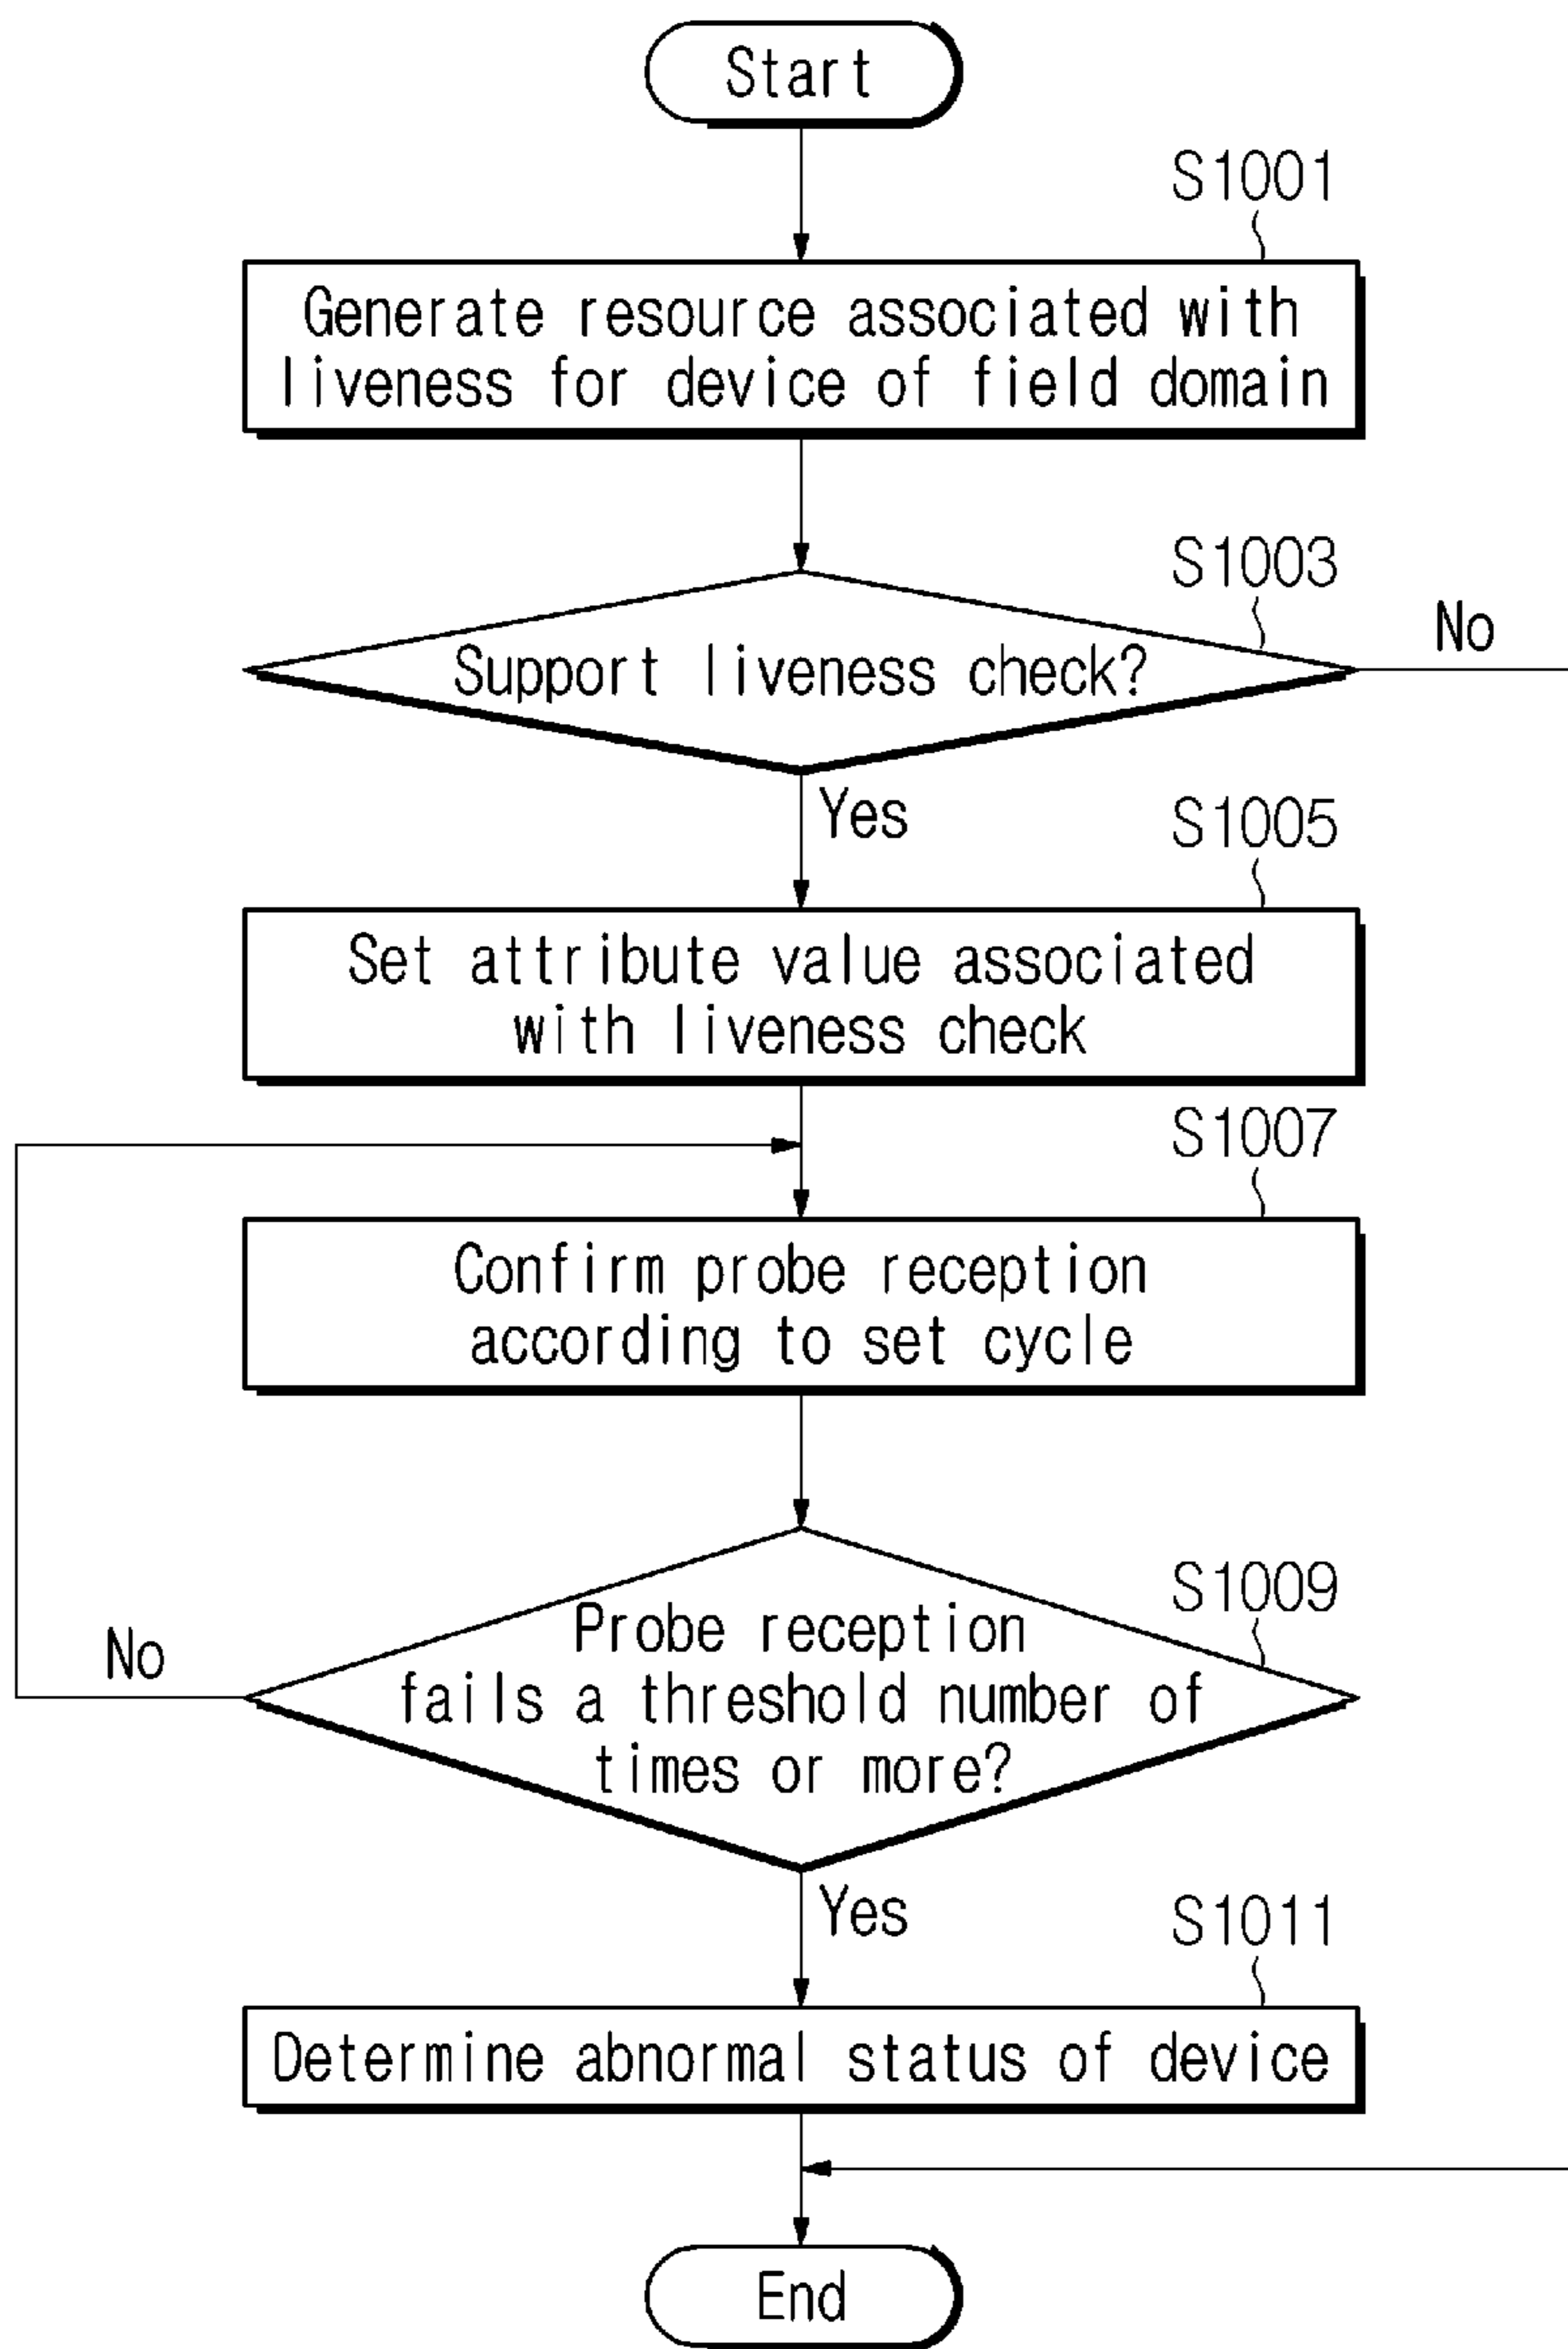 Start
S1001
Generate resource associated with
liveness for device of field domain
S1003
No
Support liveness check?
Yes
S1005
Set attribute value associated
with liveness check
S1007
Confirm probe reception
according to set cycle
S1009
No
Probe reception
fails a threshold number of
times or more?
Yes
S1011
Determine abnormal status of device
End